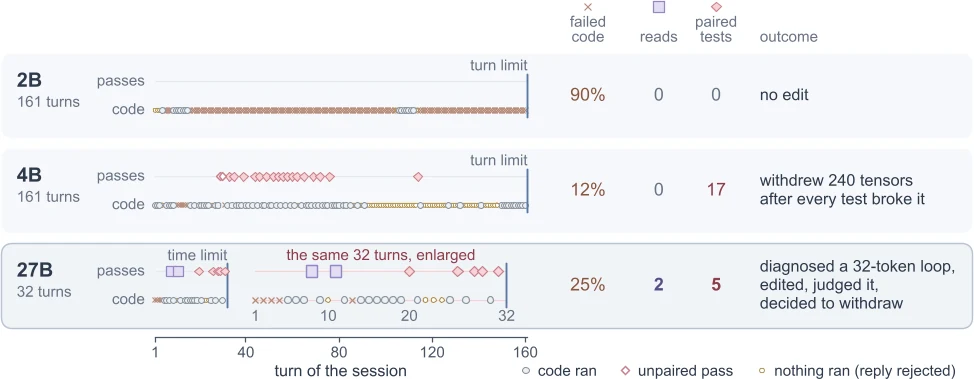 failed code
reads
paired tests
outcome
2B
161 turns
passes
code
turn limit
90%
0
0
no edit
4B
161 turns
passes
code
turn limit
12%
0
17
withdrew 240 tensors
after every test broke it
27B
32 turns
passes
code
time limit
the same 32 turns, enlarged
1
10
20
32
25%
2
5
diagnosed a 32-token loop,
edited, judged it,
decided to withdraw
1
40
80
120
160
turn of the session
code ran
unpaired pass
nothing ran (reply rejected)